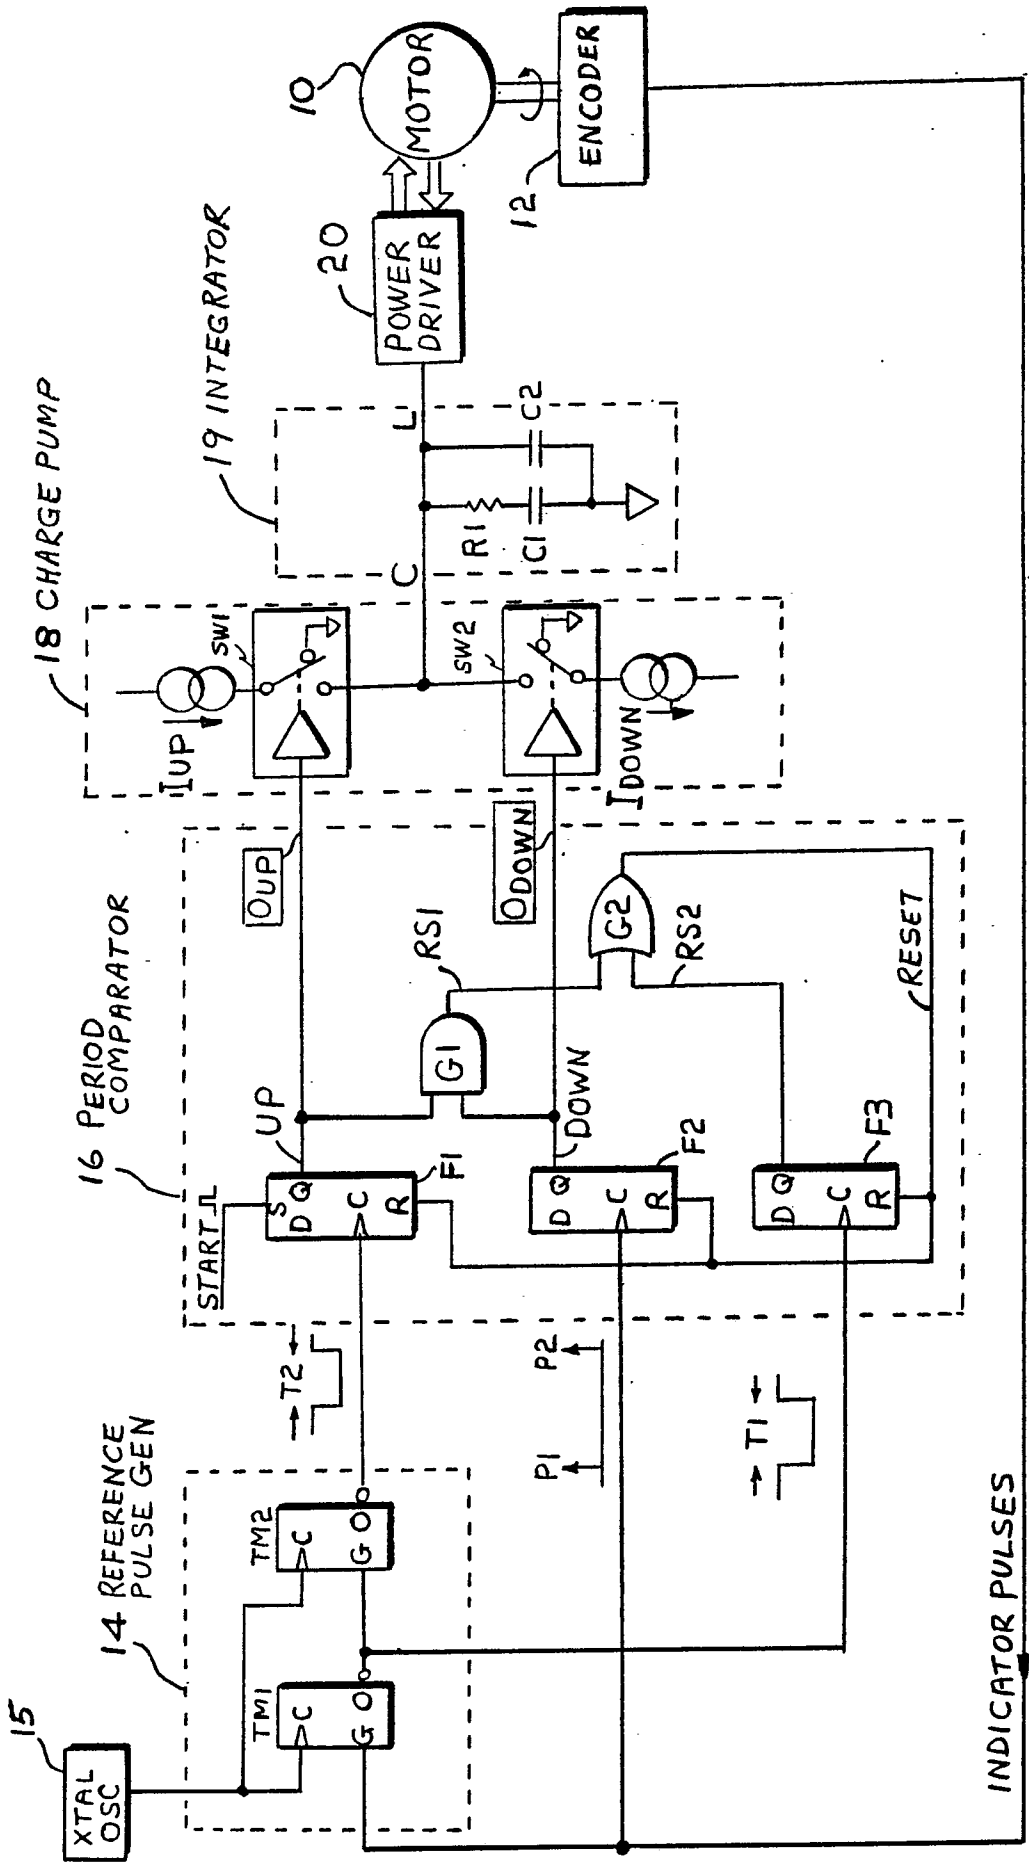 15
XTAL
OSC
14 REFERENCE
PULSE GEN
TM1
C
G O
TM2
C
G O
T2
P1
P2
T1
16 PERIOD
COMPARATOR
START
S
D Q
C
R
F1
UP
D Q
C
R
F2
DOWN
D Q
C
R
F3
G1
RS1
G2
RS2
RESET
OUP
ODOWN
18 CHARGE PUMP
IUP
SW1
SW2
IDOWN
19 INTEGRATOR
C
L
R1
C1
C2
20
POWER
DRIVER
10
MOTOR
12
ENCODER
INDICATOR PULSES